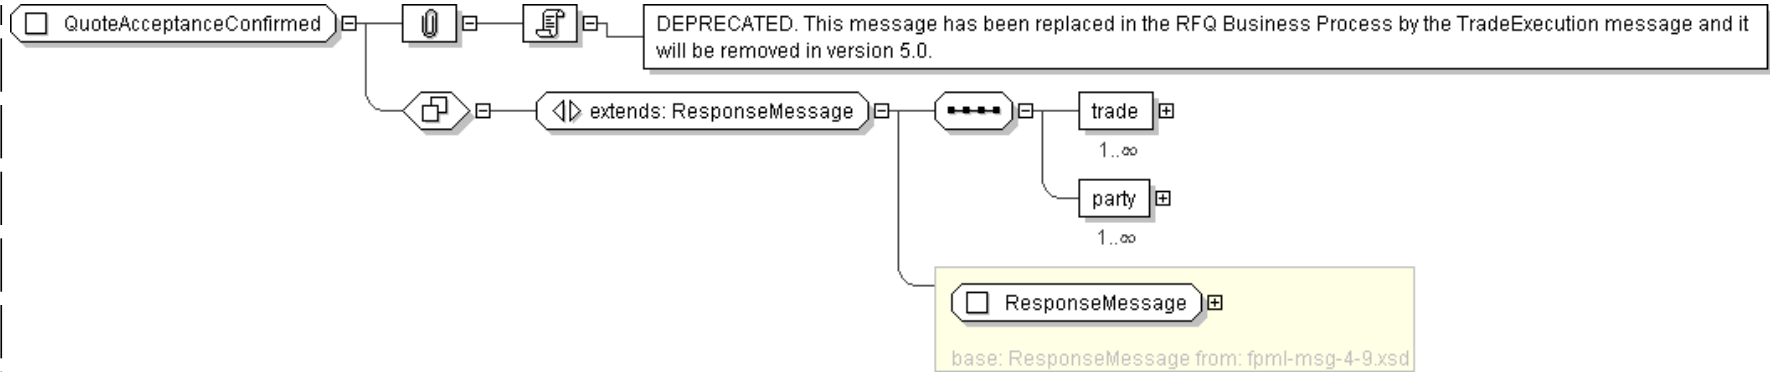 QuoteAcceptanceConfirmed
DEPRECATED. This message has been replaced in the RFQ Business Process by the TradeExecution message and it
will be removed in version 5.0.
extends: ResponseMessage
trade
1..∞
party
1..∞
ResponseMessage
base: ResponseMessage from: fpml-msg-4-9.xsd